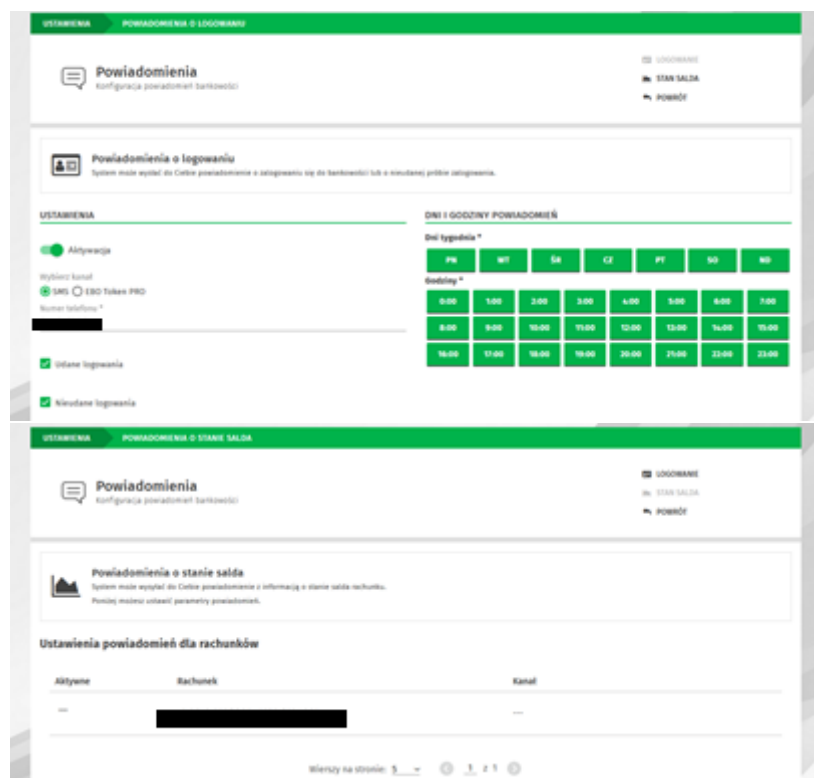 USTAWIENIA POWIADOMIENIA O LOGOWANIU
Powiadomienia
Konfiguracja powiadomień bankowości
LOGOWANIE
STAN SALDA
POWRÓT
Powiadomienia o logowaniu
System może wysłać do Ciebie powiadomienie o zalogowaniu się do bankowości lub o nieudanej próbie zalogowania.
USTAWIENIA
Aktywacja
Wybierz kanał
SMS EBO Token PRO
Numer telefonu *
Udane logowania
Nieudane logowania
DNI I GODZINY POWIADOMIEŃ
Dni tygodnia *
PN WT ŚR CZ PT SO ND
Godziny *
0:00 1:00 2:00 3:00 4:00 5:00 6:00 7:00
8:00 9:00 10:00 11:00 12:00 13:00 14:00 15:00
16:00 17:00 18:00 19:00 20:00 21:00 22:00 23:00
USTAWIENIA POWIADOMIENIA O STANIE SALDA
Powiadomienia
Konfiguracja powiadomień bankowości
LOGOWANIE
STAN SALDA
POWRÓT
Powiadomienia o stanie salda
System może wysyłać do Ciebie powiadomienie z informacją o stanie salda rachunku.
Poniżej możesz ustawić parametry powiadomień.
Ustawienia powiadomień dla rachunków
Aktywne Rachunek Kanał
— —
Wierszy na stronie: 5 1 z 1